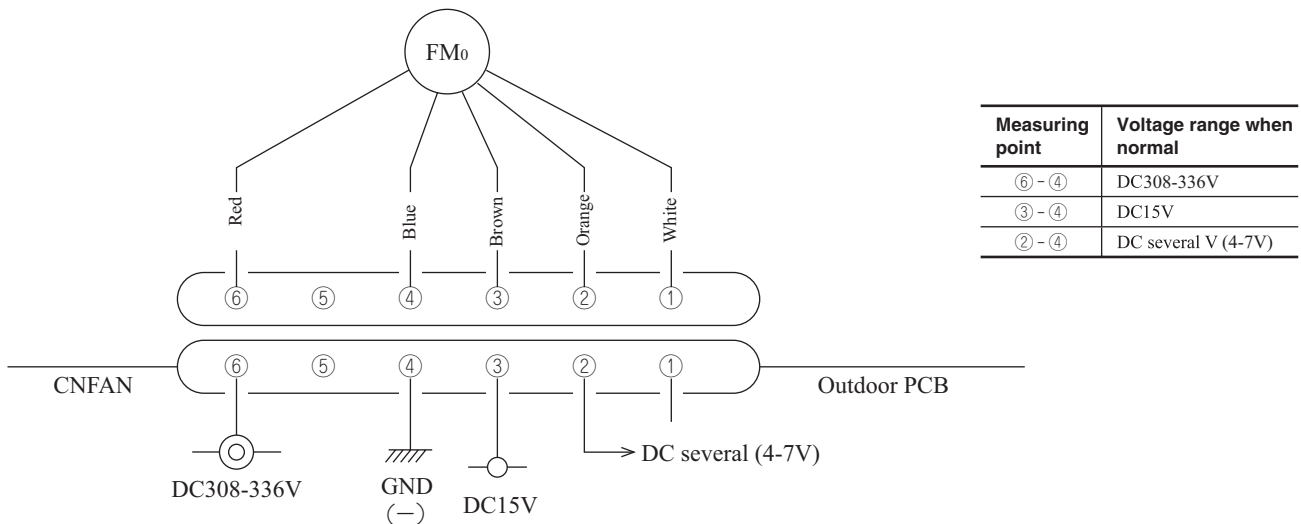 FM0
Red
Blue
Brown
Orange
White
⑥ ⑤ ④ ③ ② ①
⑥ ⑤ ④ ③ ② ①
CNFAN
Outdoor PCB
DC308-336V
GND
(－)
DC15V
DC several (4-7V)
Measuring point
Voltage range when normal
⑥ - ④ DC308-336V
③ - ④ DC15V
② - ④ DC several V (4-7V)